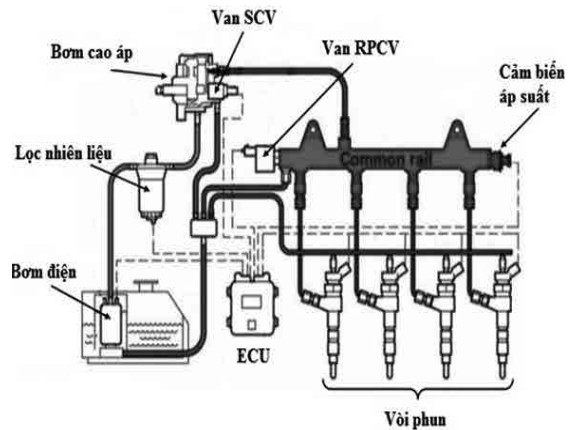 Van SCV
Bơm cao áp
Van RPCV
Cảm biến
áp suất
Common rail
Lọc nhiên liệu
Bơm điện
ECU
Vòi phun